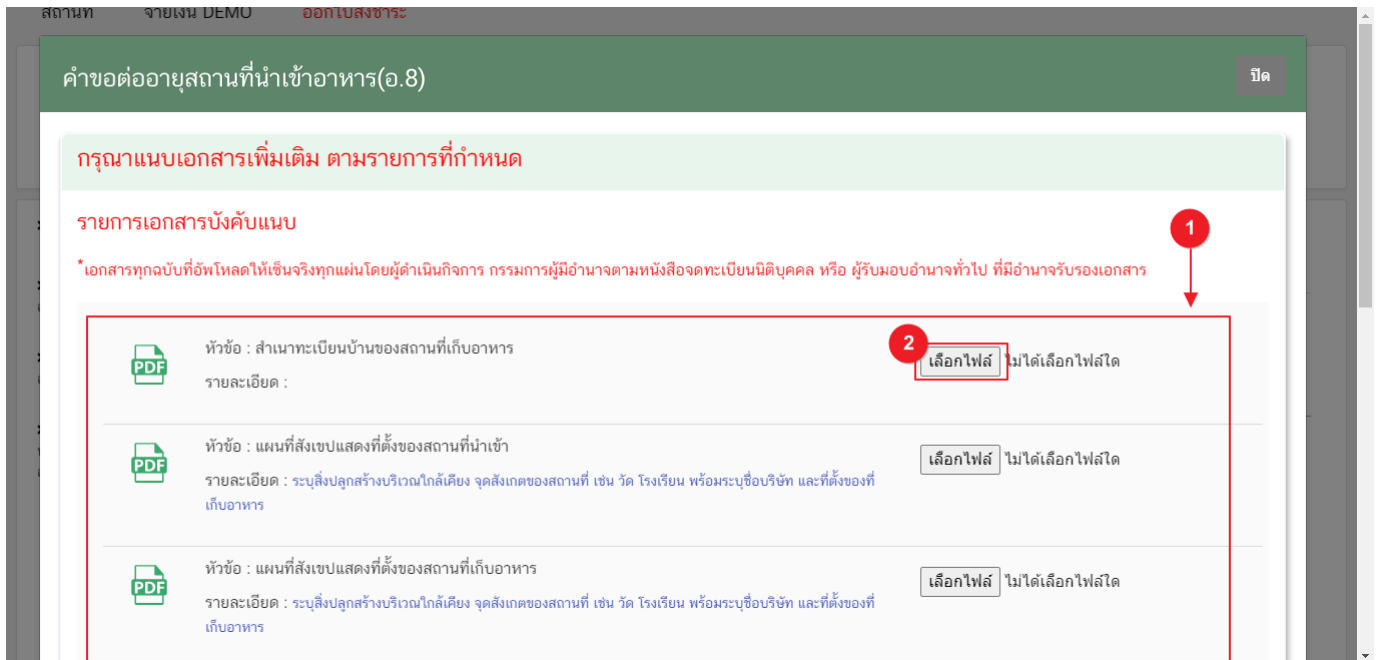 สถานที่ จ่ายเงิน DEMO ออกใบสั่งชำระ
คำขอต่ออายุสถานที่นำเข้าอาหาร(อ.8)
ปิด
กรุณาแนบเอกสารเพิ่มเติม ตามรายการที่กำหนด
รายการเอกสารบังคับแนบ
1
*เอกสารทุกฉบับที่อัพโหลดให้เซ็นจริงทุกแผ่นโดยผู้ดำเนินกิจการ กรรมการผู้มีอำนาจตามหนังสือจดทะเบียนนิติบุคคล หรือ ผู้รับมอบอำนาจทั่วไป ที่มีอำนาจรับรองเอกสาร
PDF
หัวข้อ : สำเนาทะเบียนบ้านของสถานที่เก็บอาหาร
รายละเอียด :
2
เลือกไฟล์ ไม่ได้เลือกไฟล์ใด
PDF
หัวข้อ : แผนที่สังเขปแสดงที่ตั้งของสถานที่นำเข้า
รายละเอียด : ระบุสิ่งปลูกสร้างบริเวณใกล้เคียง จุดสังเกตของสถานที่ เช่น วัด โรงเรียน พร้อมระบุชื่อบริษัท และที่ตั้งของที่
เก็บอาหาร
เลือกไฟล์ ไม่ได้เลือกไฟล์ใด
PDF
หัวข้อ : แผนที่สังเขปแสดงที่ตั้งของสถานที่เก็บอาหาร
รายละเอียด : ระบุสิ่งปลูกสร้างบริเวณใกล้เคียง จุดสังเกตของสถานที่ เช่น วัด โรงเรียน พร้อมระบุชื่อบริษัท และที่ตั้งของที่
เก็บอาหาร
เลือกไฟล์ ไม่ได้เลือกไฟล์ใด